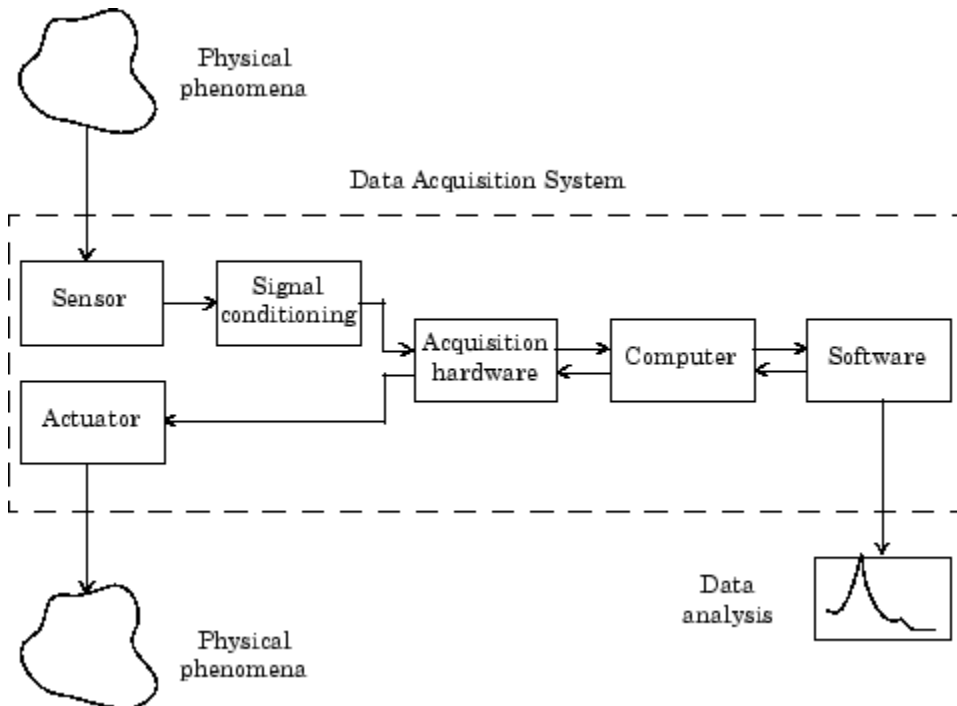 Physical
phenomena
Data Acquisition System
Sensor
Signal
conditioning
Acquisition
hardware
Computer
Software
Actuator
Data
analysis
Physical
phenomena